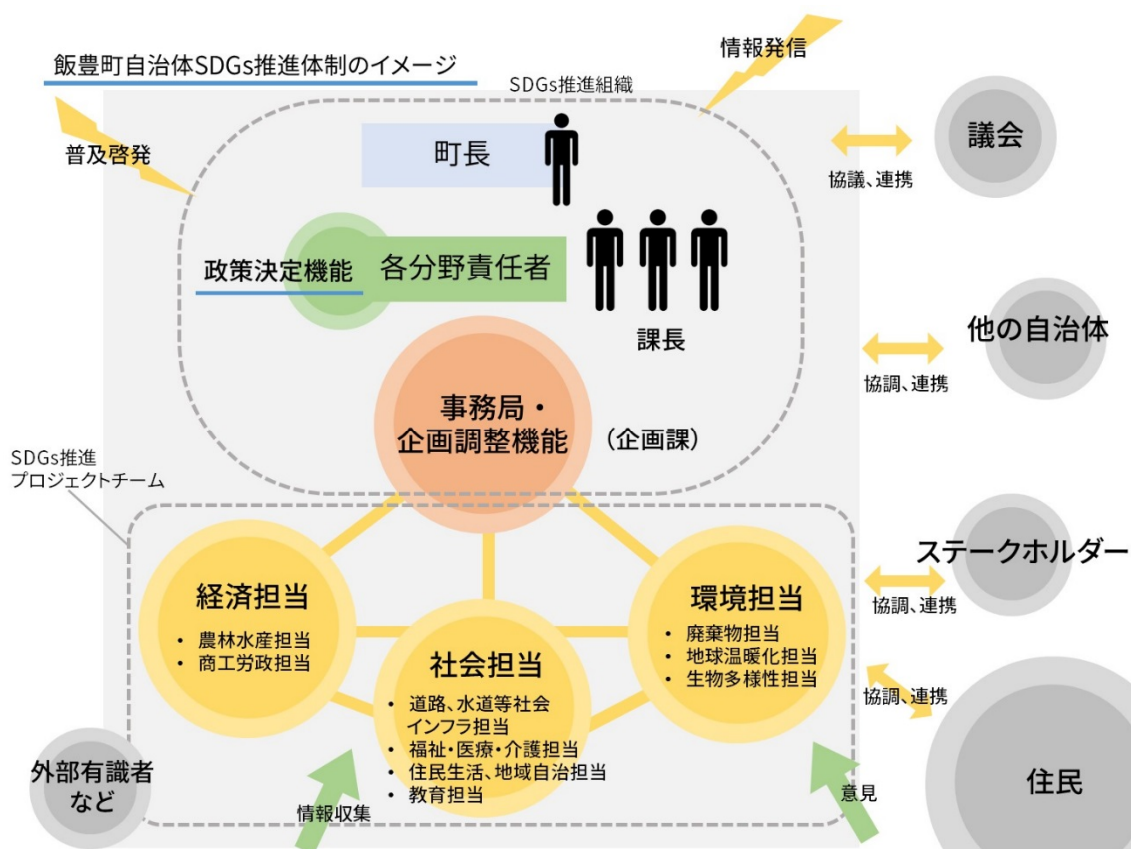 飯豊町自治体SDGs推進体制のイメージ
情報発信
SDGs推進組織
普及啓発
町長
議会
協議、連携
政策決定機能
各分野責任者
課長
他の自治体
協調、連携
事務局・
企画調整機能
（企画課）
SDGs推進
プロジェクトチーム
経済担当
• 農林水産担当
• 商工労政担当
社会担当
• 道路、水道等社会
インフラ担当
• 福祉・医療・介護担当
• 住民生活、地域自治担当
• 教育担当
環境担当
• 廃棄物担当
• 地球温暖化担当
• 生物多様性担当
ステークホルダー
協調、連携
協調、連携
住民
外部有識者
など
情報収集
意見